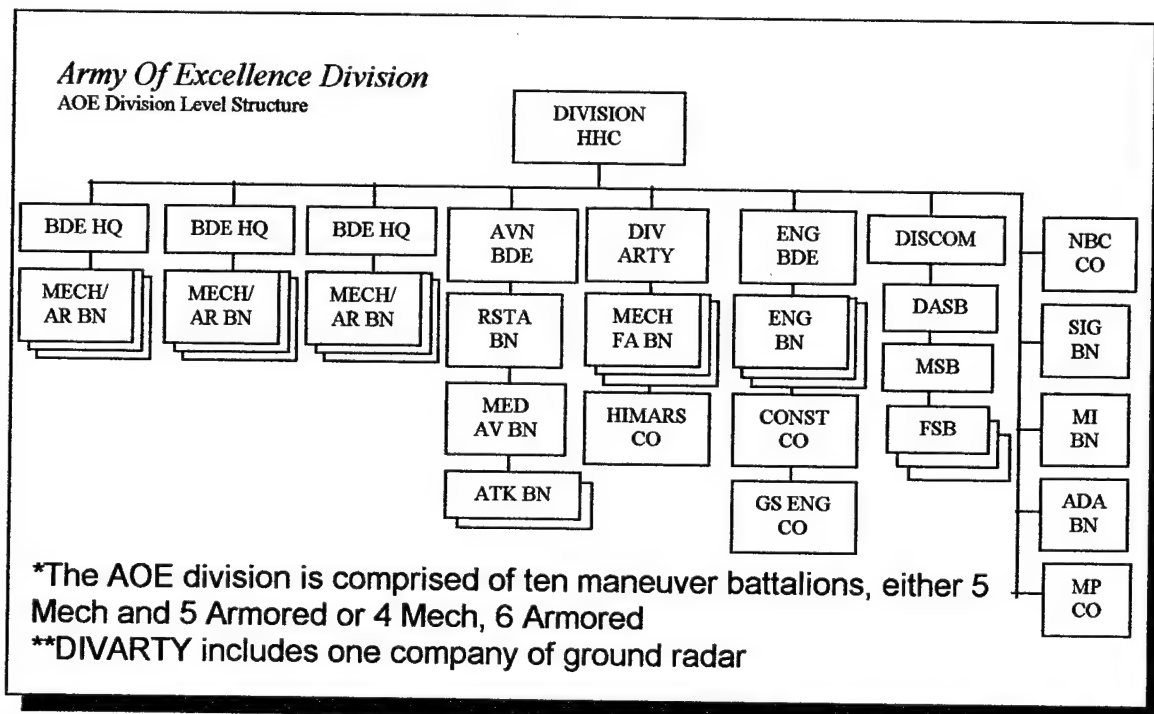 Army Of Excellence Division
AOE Division Level Structure
DIVISION
HHC
BDE HQ
MECH/
AR BN
BDE HQ
MECH/
AR BN
BDE HQ
MECH/
AR BN
AVN
BDE
RSTA
BN
MED
AV BN
ATK BN
DIV
ARTY
MECH
FA BN
HIMARS
CO
ENG
BDE
ENG
BN
CONST
CO
GS ENG
CO
DISCOM
DASB
MSB
FSB
NBC
CO
SIG
BN
MI
BN
ADA
BN
MP
CO
*The AOE division is comprised of ten maneuver battalions, either 5
Mech and 5 Armored or 4 Mech, 6 Armored
**DIVARTY includes one company of ground radar